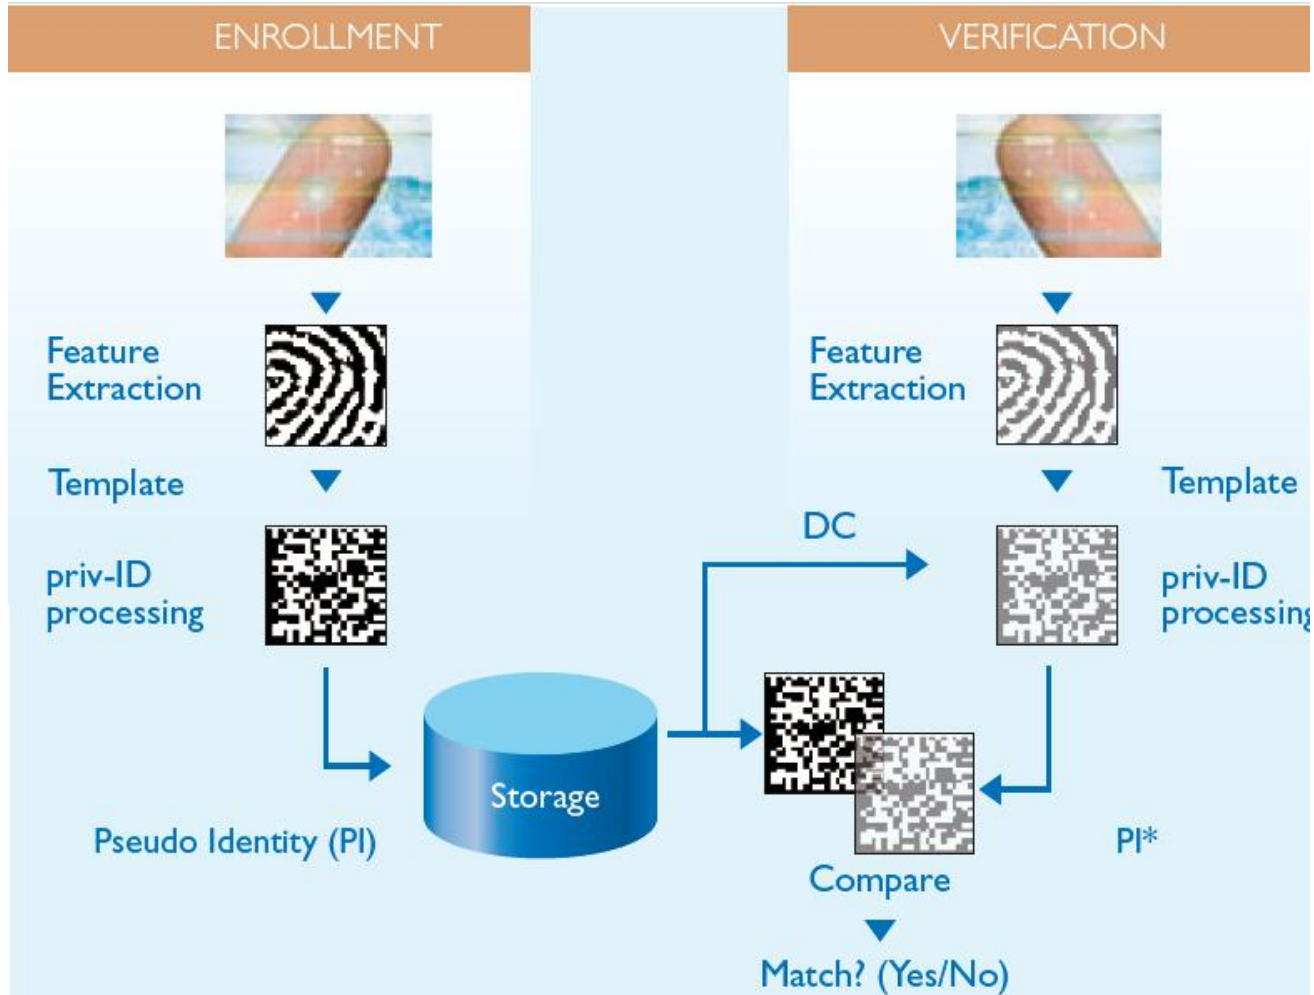 ENROLLMENT
VERIFICATION
Feature
Extraction
Feature
Extraction
Template
Template
DC
priv-ID
processing
priv-ID
processing
Storage
Pseudo Identity (PI)
PI*
Compare
Match? (Yes/No)